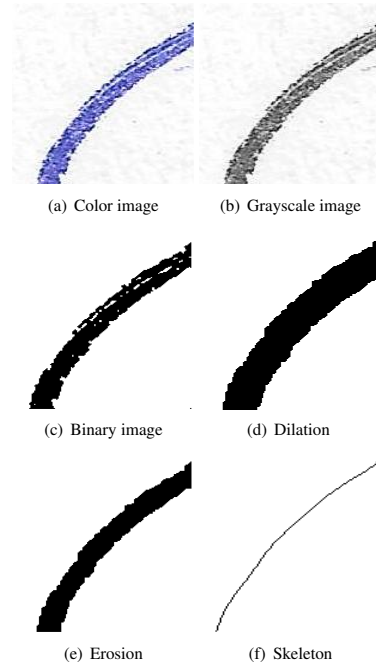 (a) Color image
(b) Grayscale image
(c) Binary image
(d) Dilation
(e) Erosion
(f) Skeleton